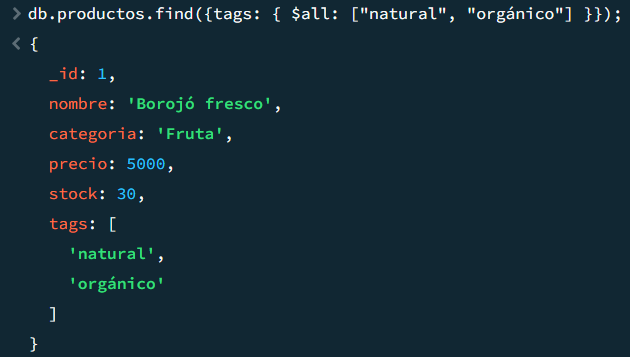 > db.productos.find({tags: { $all: ["natural", "orgánico"] }});
< {
_id: 1,
nombre: 'Borojó fresco',
categoria: 'Fruta',
precio: 5000,
stock: 30,
tags: [
'natural',
'orgánico'
]
}